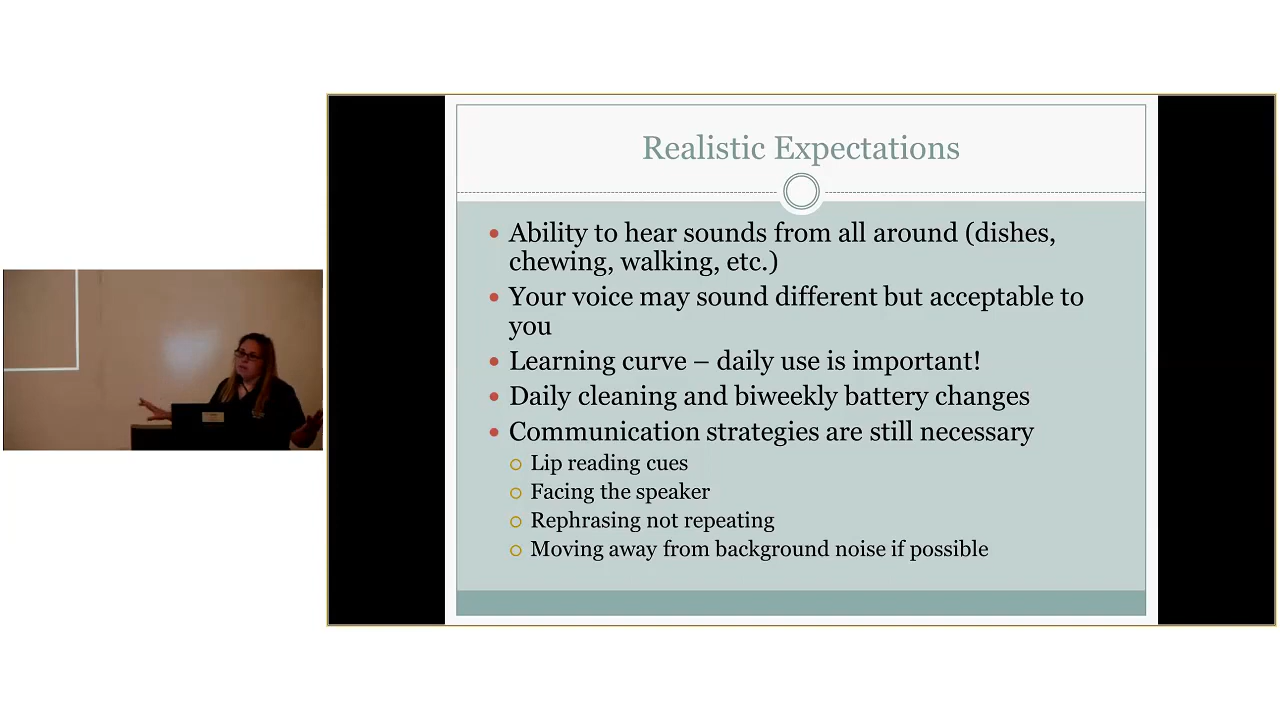 Realistic Expectations
Ability to hear sounds from all around (dishes,
chewing, walking, etc.)
Your voice may sound different but acceptable to
you
Learning curve – daily use is important!
Daily cleaning and biweekly battery changes
Communication strategies are still necessary
Lip reading cues
Facing the speaker
Rephrasing not repeating
Moving away from background noise if possible